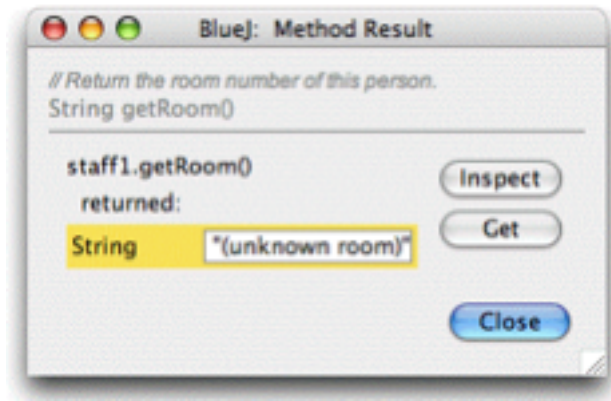 BlueJ: Method Result
// Return the room number of this person.
String getRoom()
staff1.getRoom()
returned:
Inspect
Get
String "(unknown room)"
Close